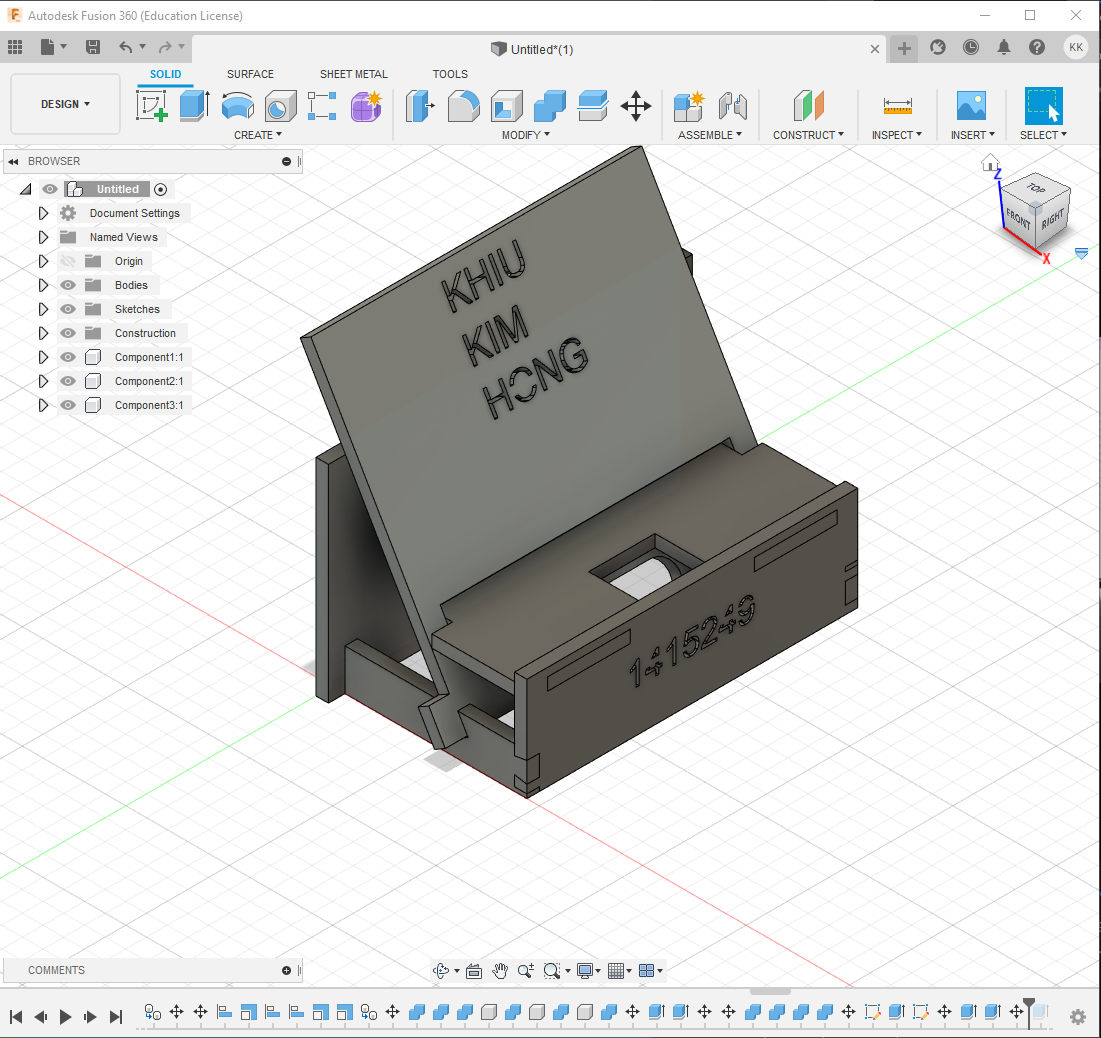 Autodesk Fusion 360 (Education License)
Untitled*(1)
KK
SOLID SURFACE SHEET METAL TOOLS
DESIGN
CREATE MODIFY ASSEMBLE CONSTRUCT INSPECT INSERT SELECT
BROWSER
Untitled
Document Settings
Named Views
Origin
Bodies
Sketches
Construction
Component1:1
Component2:1
Component3:1
Z
TOP
FRONT
RIGHT
X
KHIU
KIM
HONG
1415249
COMMENTS